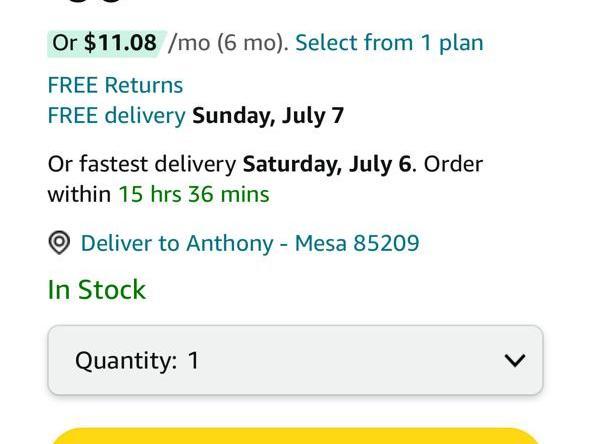 Or $11.08 /mo (6 mo). Select from 1 plan
FREE Returns
FREE delivery Sunday, July 7
Or fastest delivery Saturday, July 6. Order
within 15 hrs 36 mins
Deliver to Anthony - Mesa 85209
In Stock
Quantity: 1